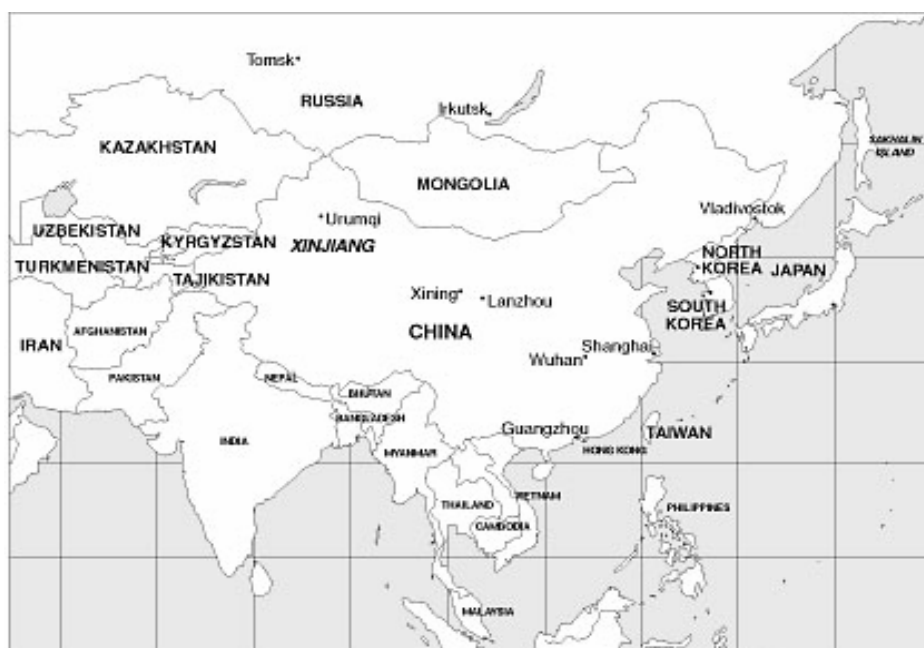 Tomsk
RUSSIA
Irkutsk
KAZAKHSTAN
SAKHALIN
ISLAND
MONGOLIA
Vladivostok
Urumqi
UZBEKISTAN
KYRGYZSTAN
XINJIANG
NORTH
KOREA
TURKMENISTAN
JAPAN
TAJIKISTAN
Xining
Lanzhou
SOUTH
KOREA
AFGHANISTAN
CHINA
IRAN
Shanghai
Wuhan
PAKISTAN
NEPAL
BHUTAN
BANGLADESH
Guangzhou
TAIWAN
INDIA
HONG KONG
MYANMAR
VIETNAM
THAILAND
PHILIPPINES
CAMBODIA
MALAYSIA